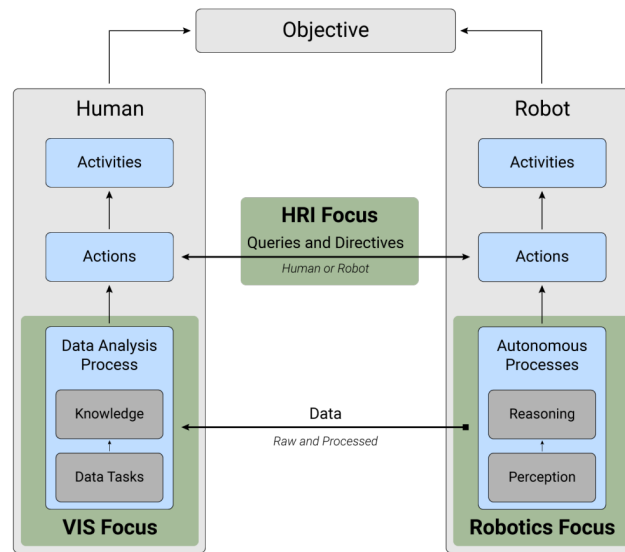 Objective
Human
Activities
Actions
Data Analysis
Process
Knowledge
Data Tasks
VIS Focus
HRI Focus
Queries and Directives
Human or Robot
Data
Raw and Processed
Robot
Activities
Actions
Autonomous
Processes
Reasoning
Perception
Robotics Focus